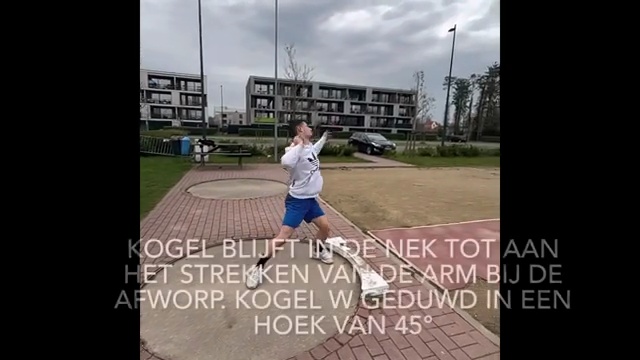 KOGEL BLIJFT IN DE NEK TOT AAN
HET STREKKEN VAN DE ARM BIJ DE
AFWORP. KOGEL W GEDUWD IN EEN
HOEK VAN 45°